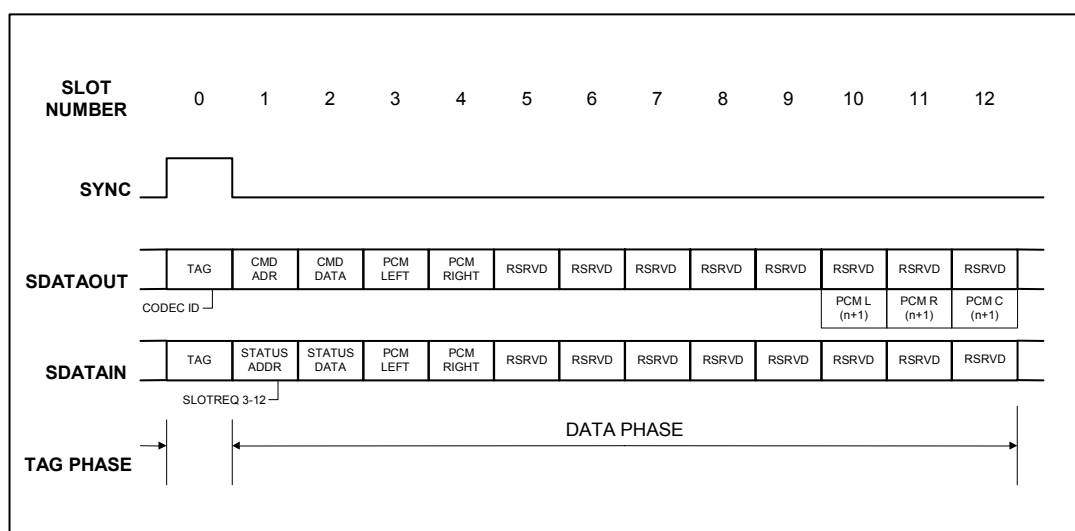 SLOT
NUMBER
0 1 2 3 4 5 6 7 8 9 10 11 12
SYNC
SDATAOUT
TAG
CMD
ADR
CMD
DATA
PCM
LEFT
PCM
RIGHT
RSRVD RSRVD RSRVD RSRVD RSRVD RSRVD RSRVD RSRVD
CODEC ID
PCM L
(n+1)
PCM R
(n+1)
PCM C
(n+1)
SDATAIN
TAG
STATUS
ADDR
STATUS
DATA
PCM
LEFT
PCM
RIGHT
RSRVD RSRVD RSRVD RSRVD RSRVD RSRVD RSRVD RSRVD
SLOTREQ 3-12
DATA PHASE
TAG PHASE